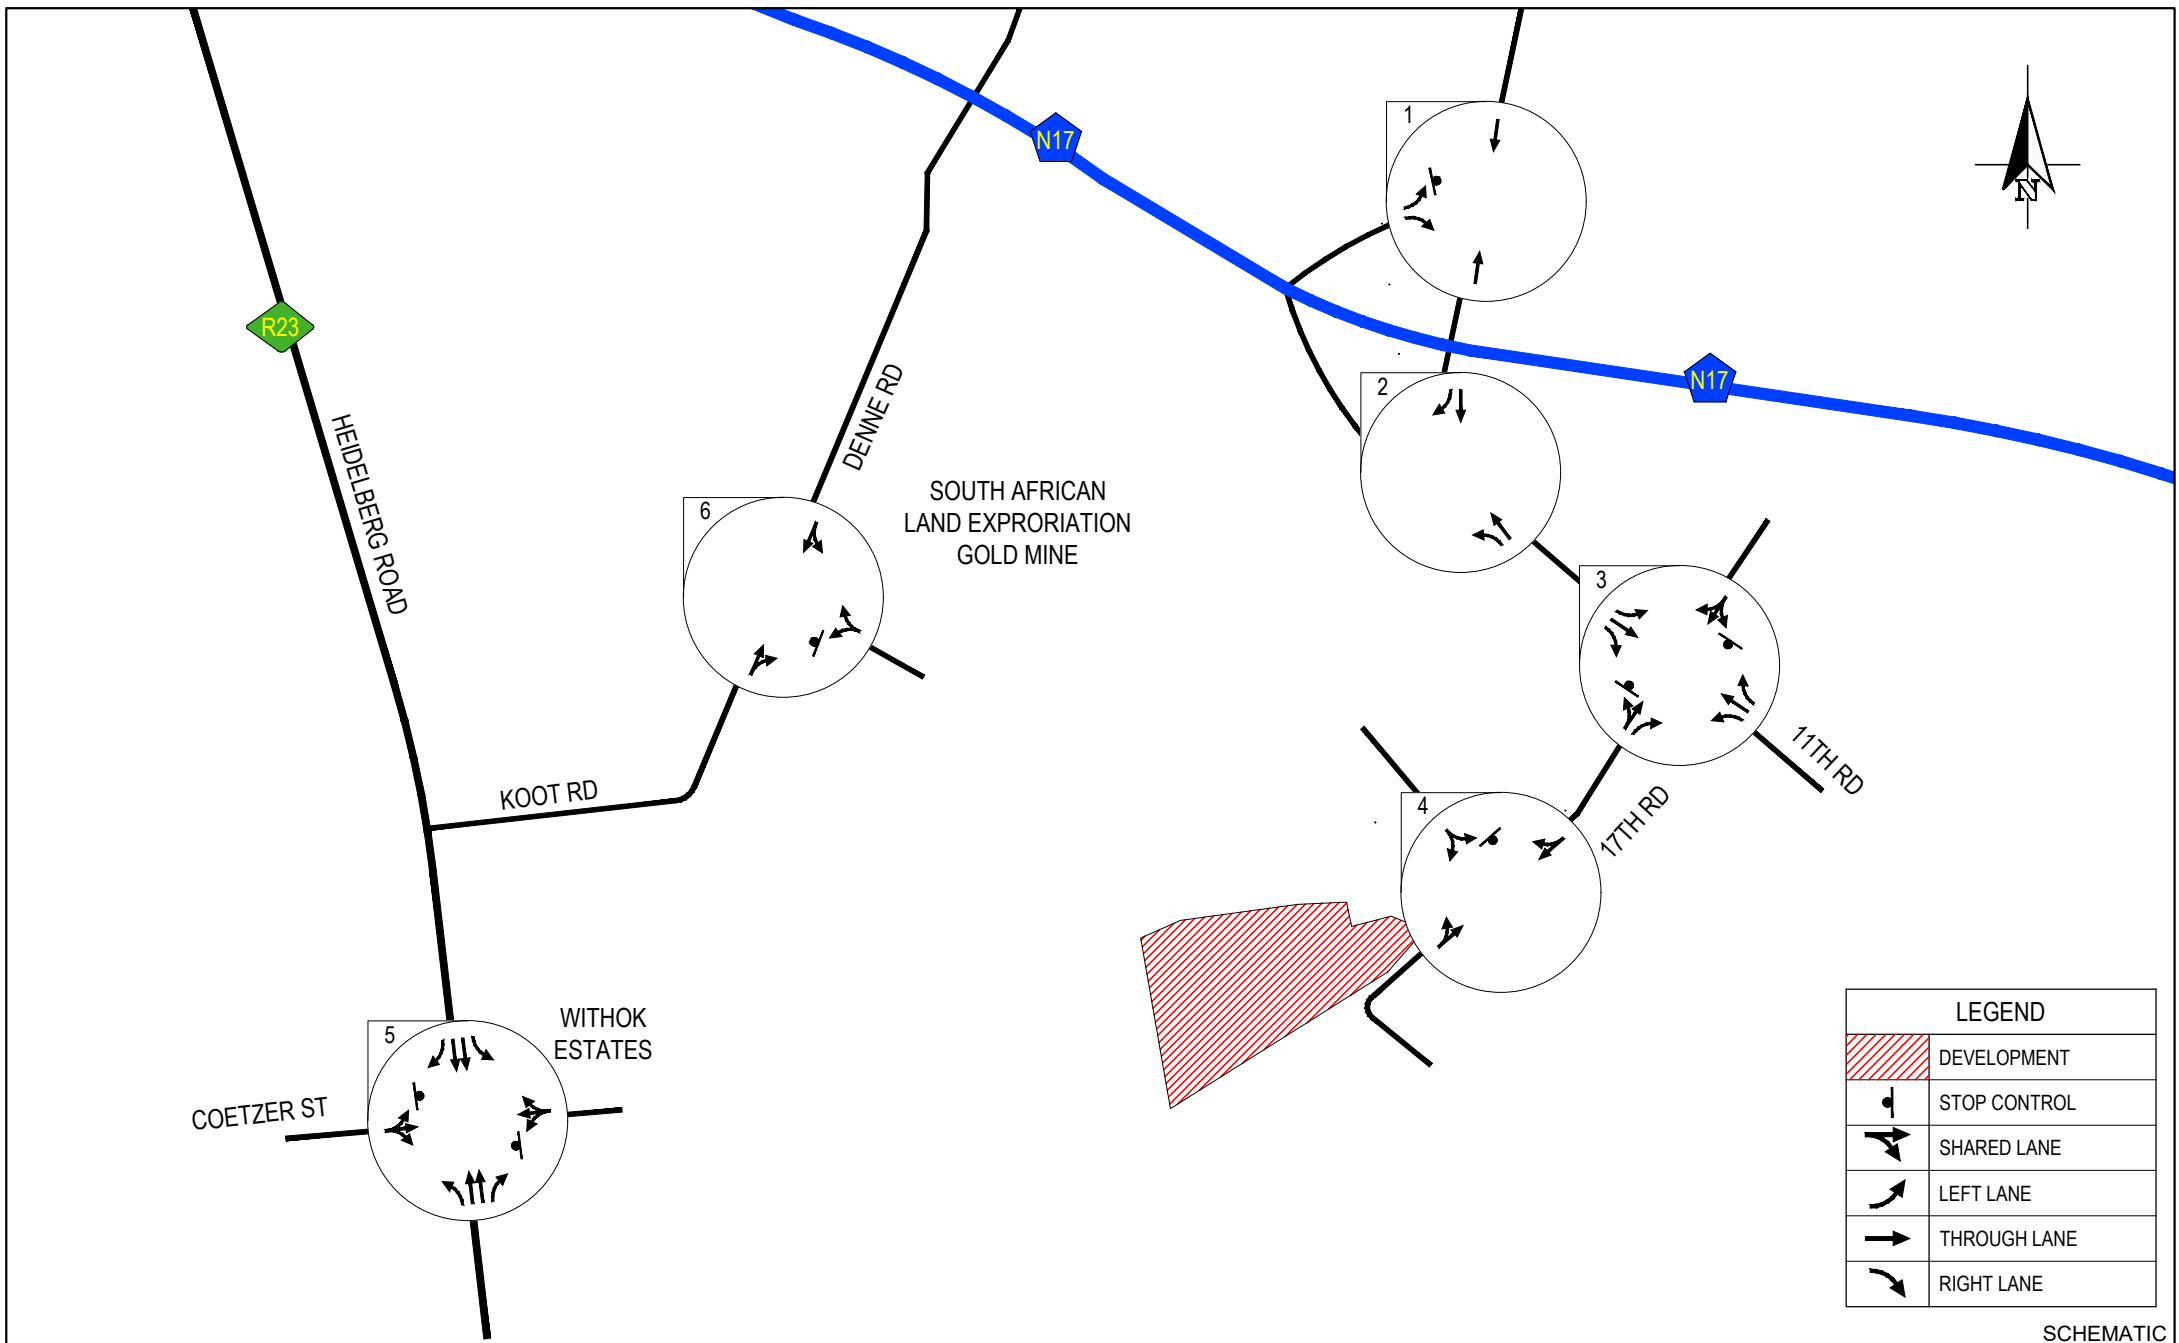 N17
1
N
R23
2
N17
HEIDELBERG ROAD
DENNE RD
6
SOUTH AFRICAN
LAND EXPRORIATION
GOLD MINE
3
11TH RD
KOOT RD
4
17TH RD
5
WITHOK
ESTATES
COETZER ST
LEGEND
DEVELOPMENT
STOP CONTROL
SHARED LANE
LEFT LANE
THROUGH LANE
RIGHT LANE
SCHEMATIC